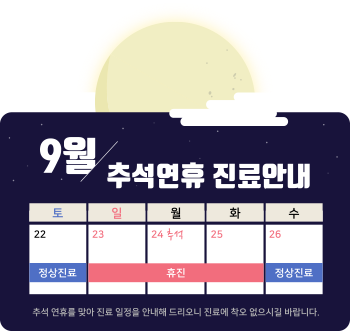 9월
추석연휴 진료안내
토 일 월 화 수
22 23 24 추석 25 26
정상진료 휴진 정상진료
추석 연휴를 맞아 진료 일정을 안내해 드리오니 진료에 착오 없으시길 바랍니다.